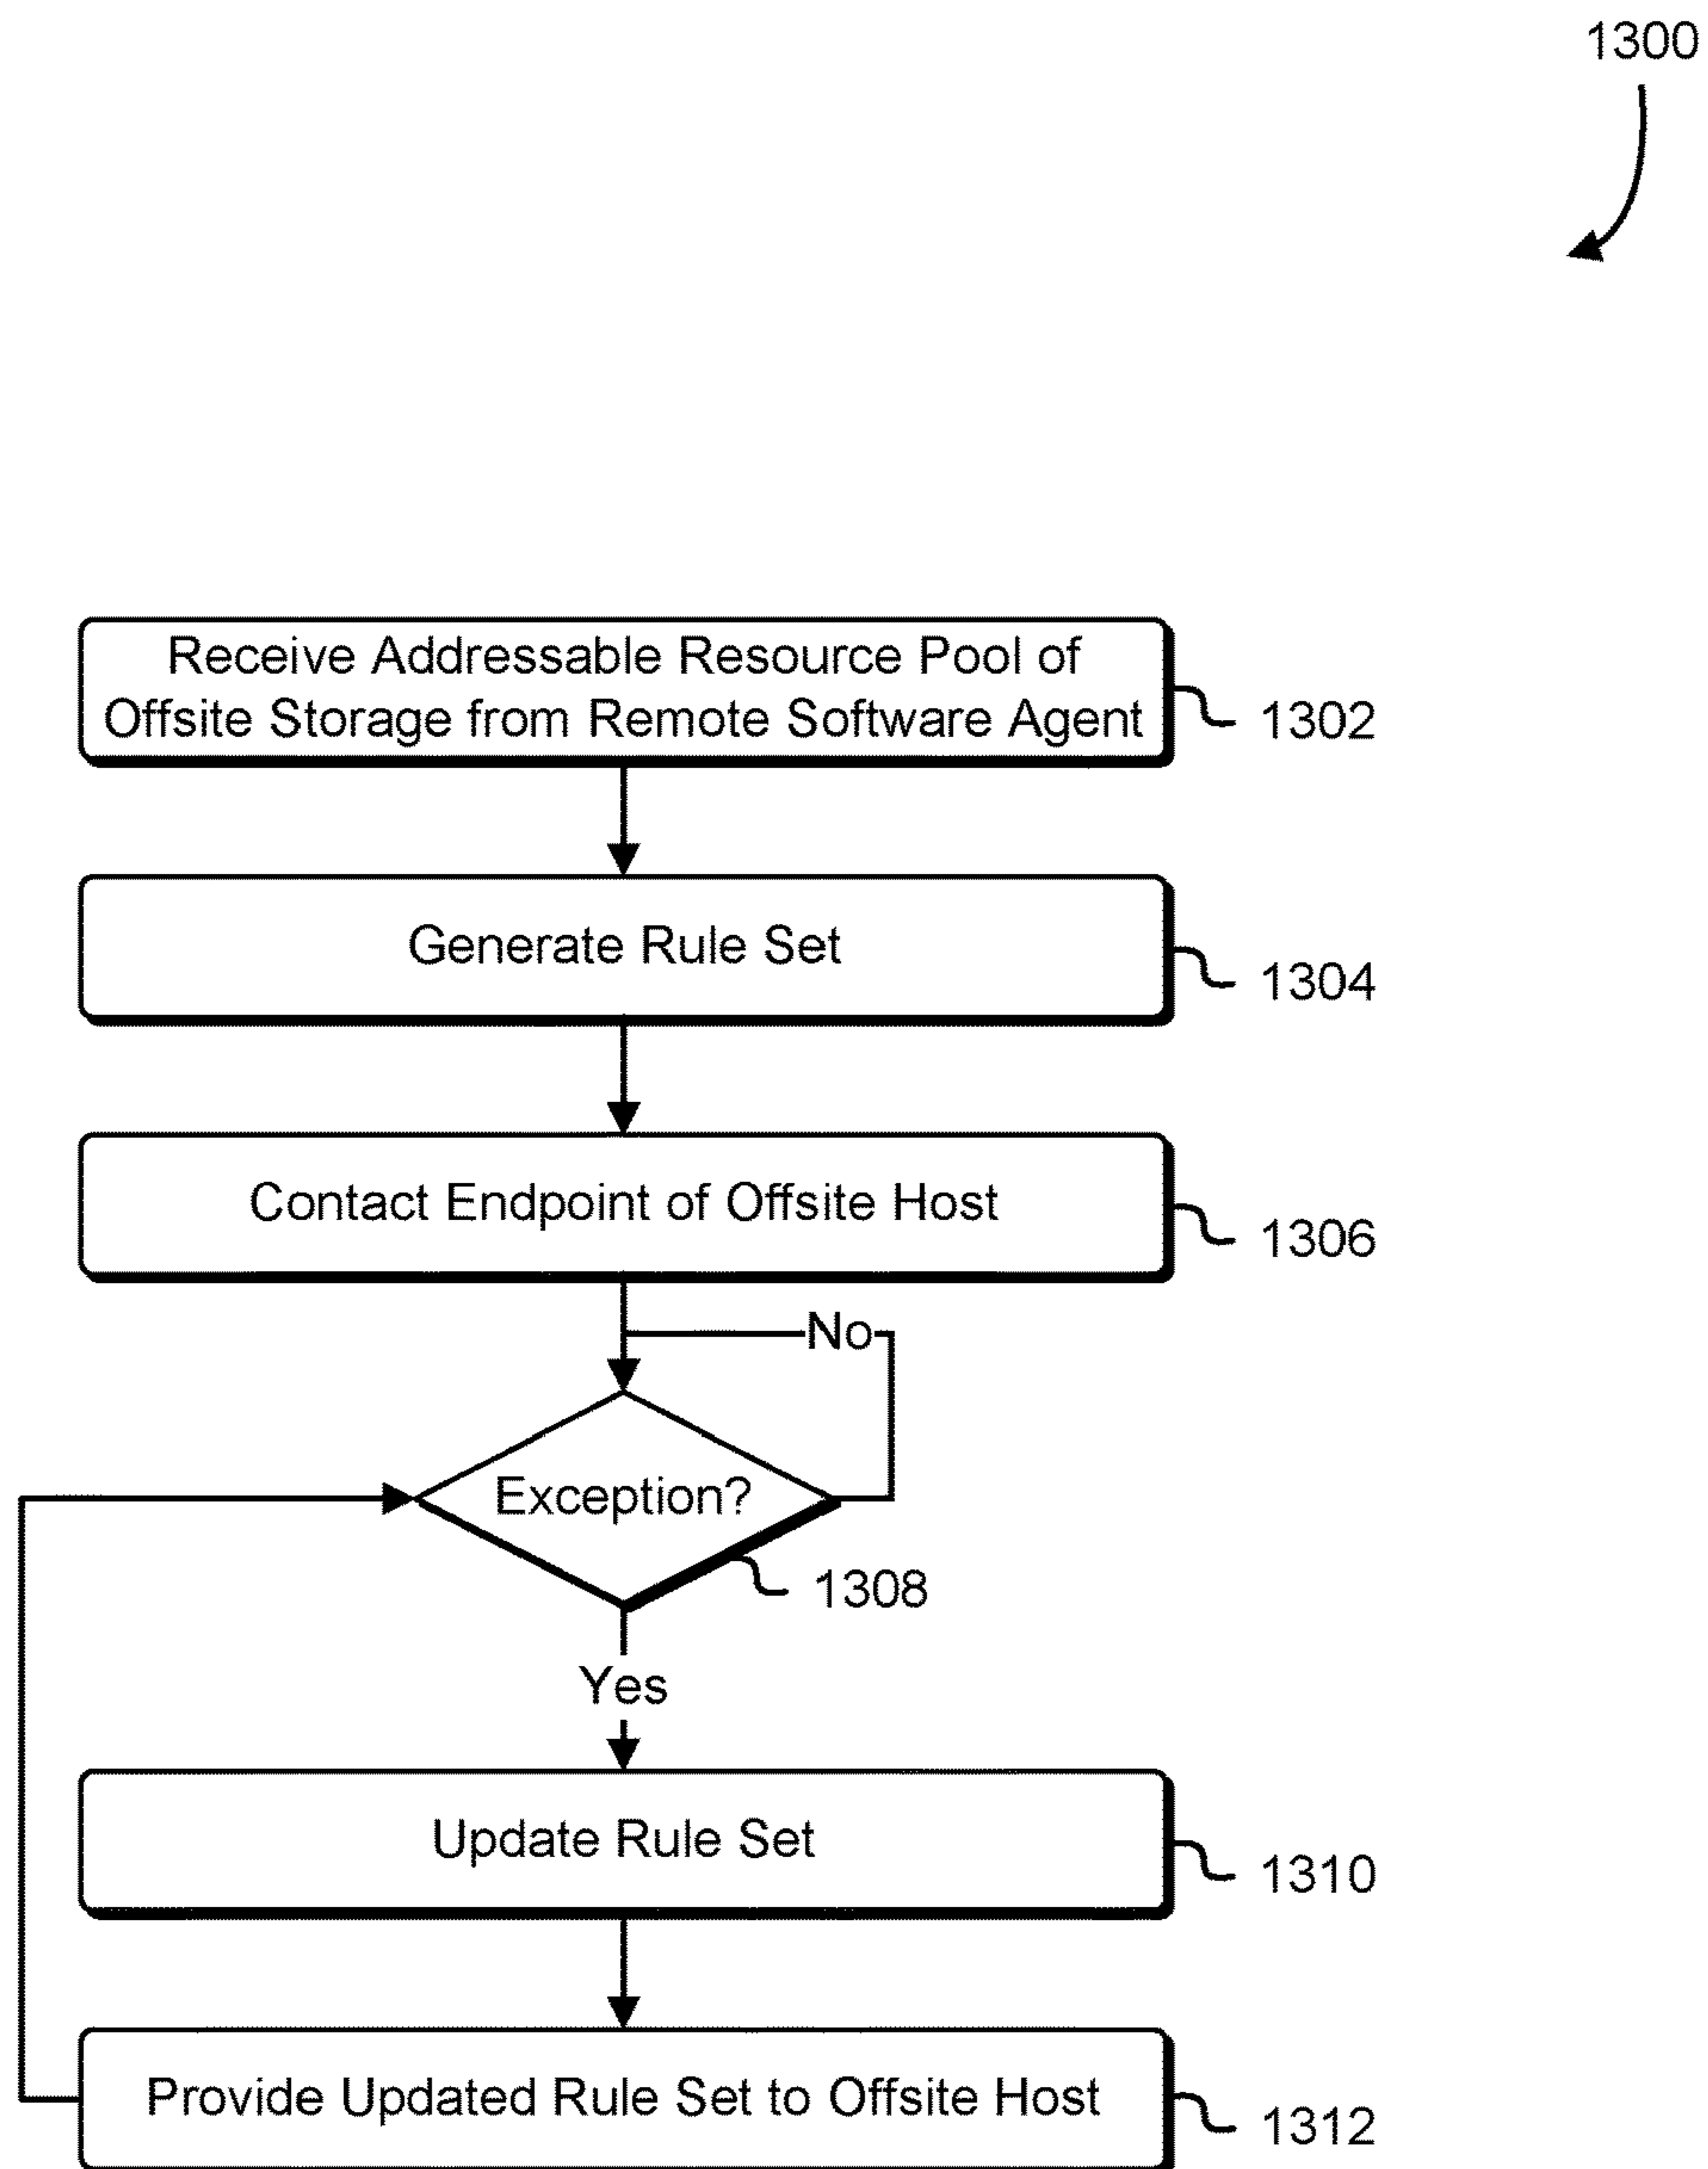 1300
Receive Addressable Resource Pool of
Offsite Storage from Remote Software Agent
1302
Generate Rule Set
1304
Contact Endpoint of Offsite Host
1306
No
Exception?
1308
Yes
Update Rule Set
1310
Provide Updated Rule Set to Offsite Host
1312